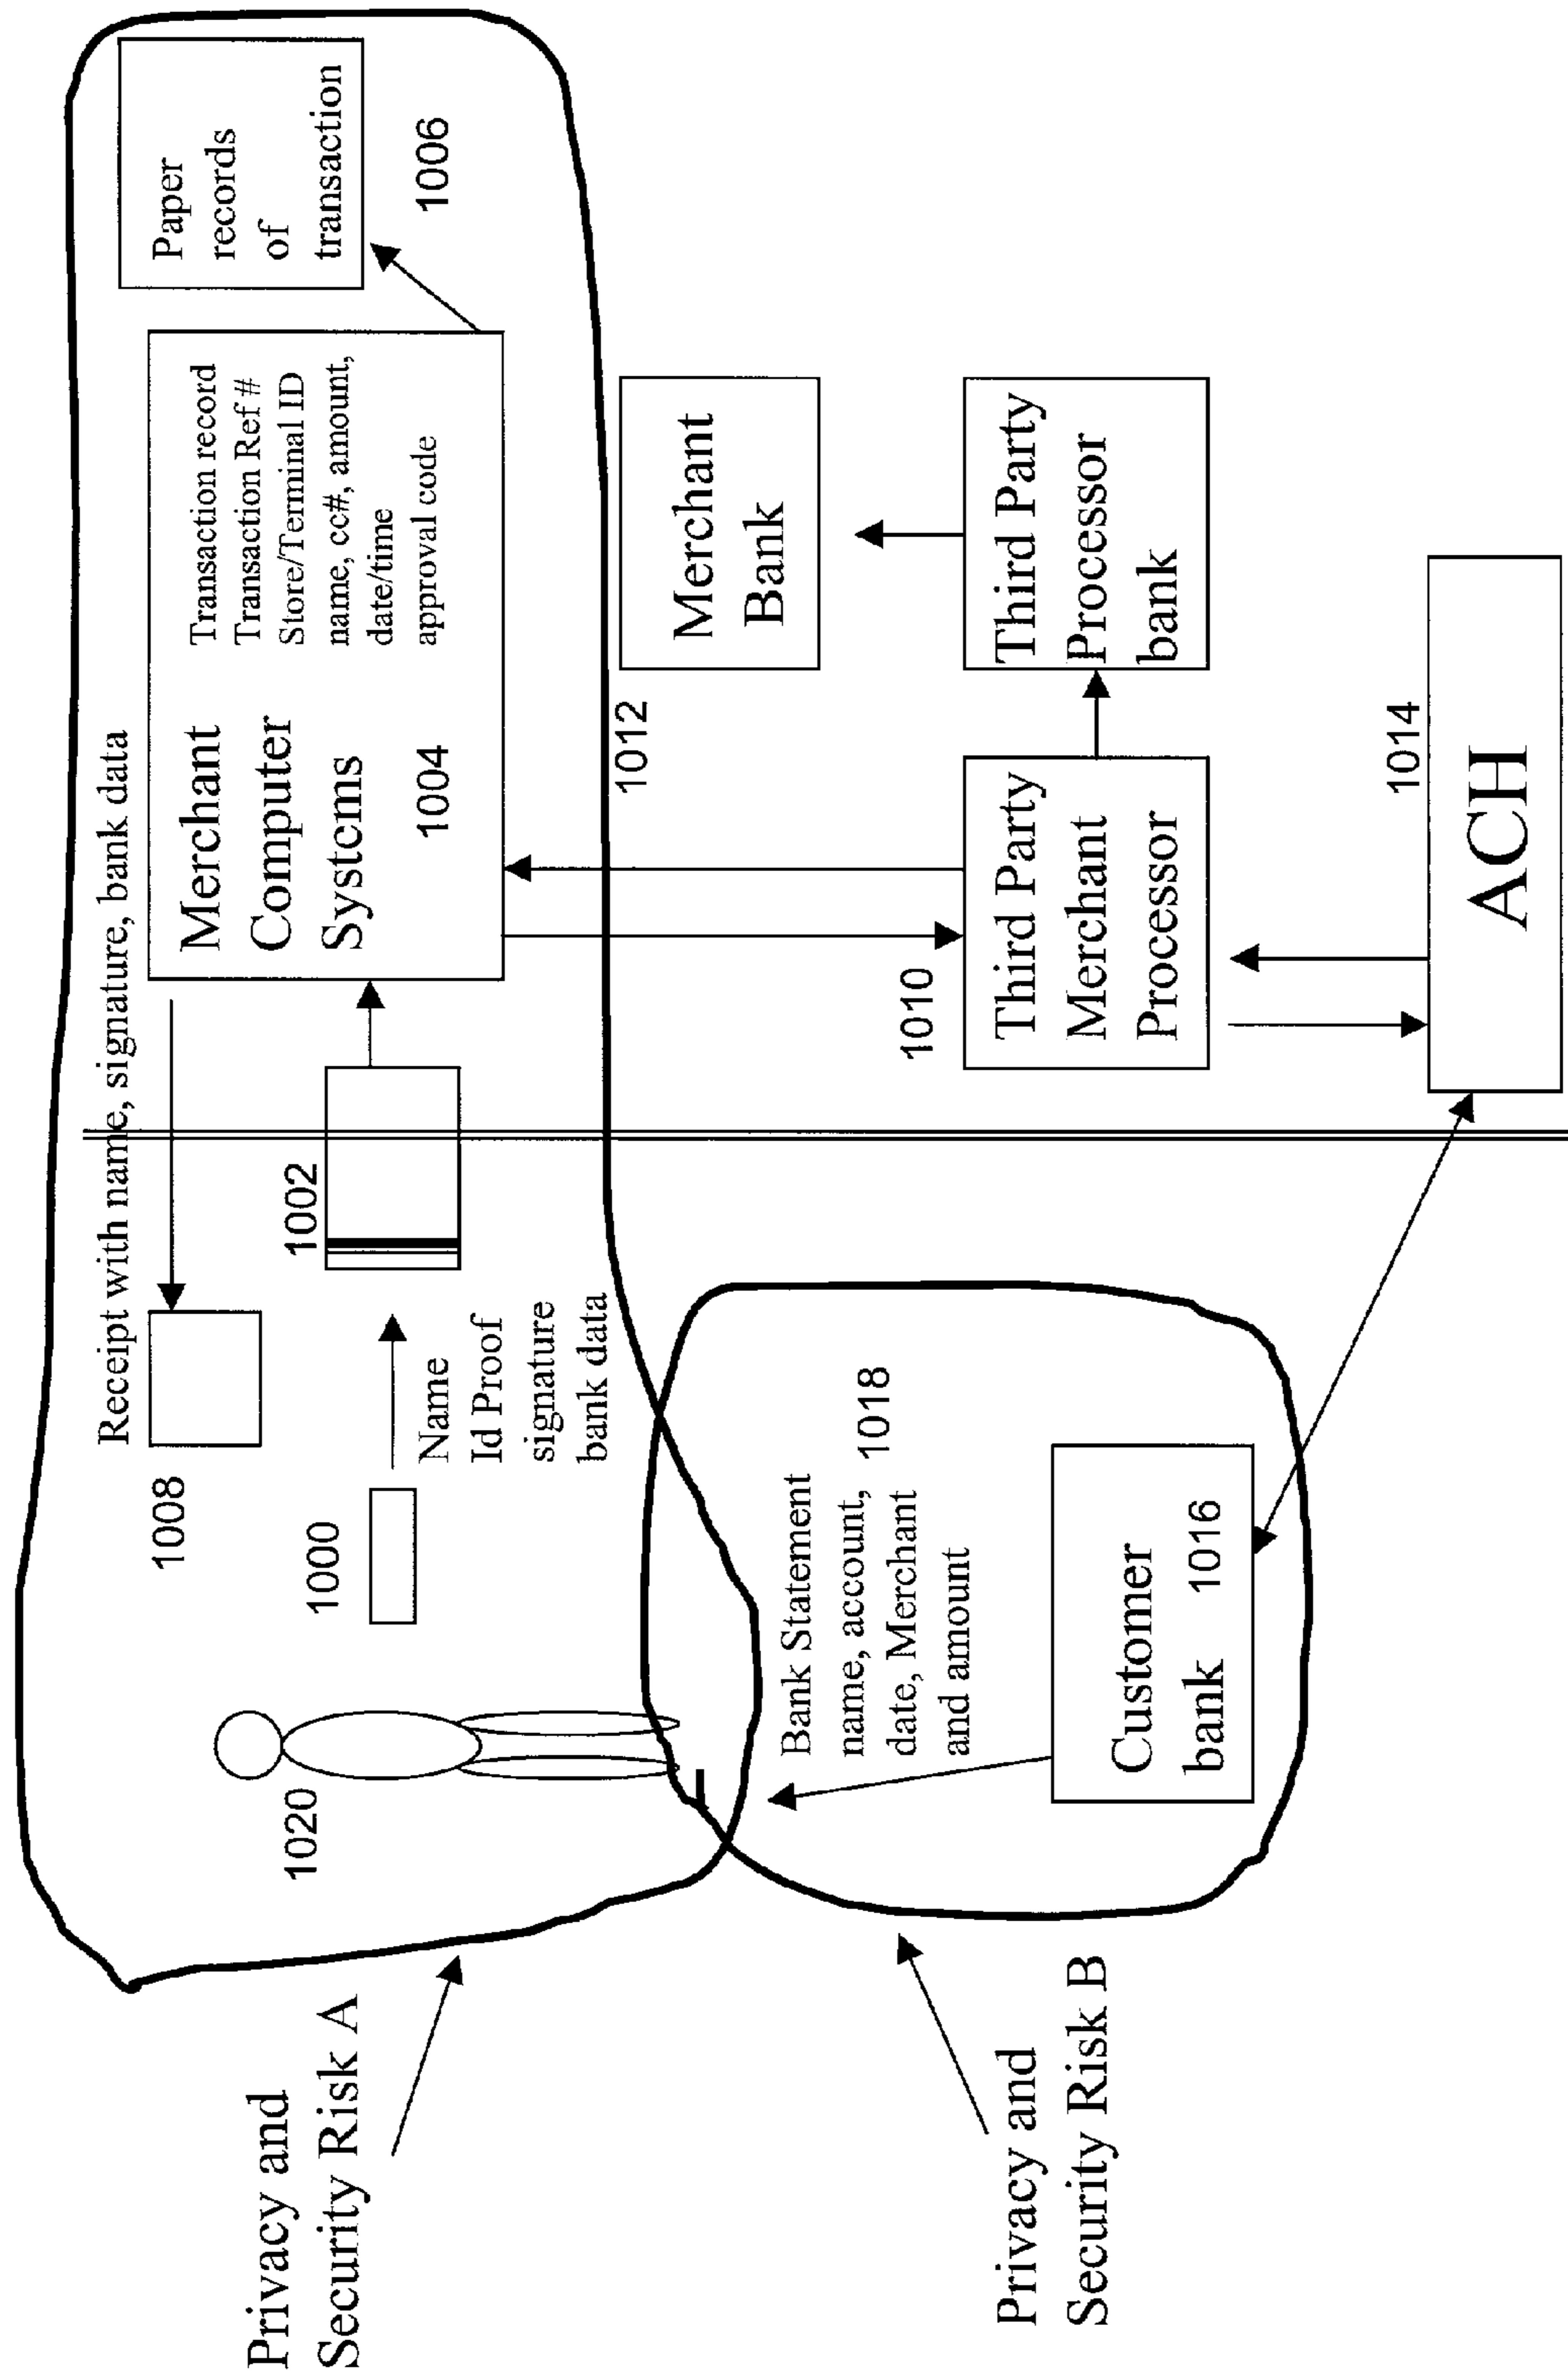 Privacy and
Security Risk A
1020
1008
1000
Receipt with name, signature, bank data
Name
Id Proof
signature
bank data
1002
Merchant
Computer
Systcms
1004
Transaction record
Transaction Ref #
Store/Terminal ID
name, cc#, amount,
date/time
approval code
Paper
records
of
transaction
1006
Privacy and
Security Risk B
Bank Statement
name, account,
date, Merchant
and amount
1018
Customer
bank
1016
1012
Merchant
Bank
1010
Third Party
Merchant
Processor
Third Party
Processor
bank
1014
ACH